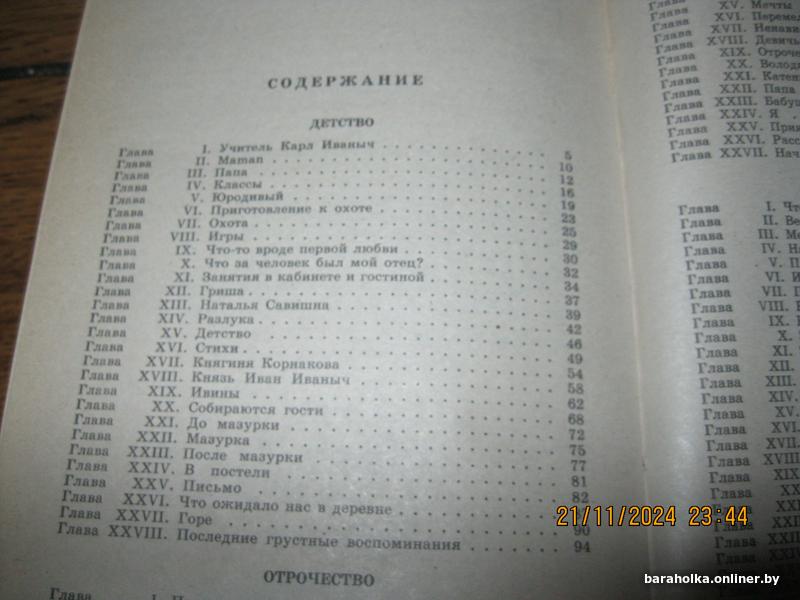 СОДЕРЖАНИЕ
ДЕТСТВО
Глава I. Учитель Карл Иваныч 5
Глава II. Maman 10
Глава III. Папа 12
Глава IV. Классы 16
Глава V. Юродивый 19
Глава VI. Приготовление к охоте 23
Глава VII. Охота 25
Глава VIII. Игры 29
Глава IX. Что-то вроде первой любви 30
Глава X. Что за человек был мой отец? 32
Глава XI. Занятия в кабинете и гостиной 34
Глава XII. Гриша 37
Глава XIII. Наталья Савишна 39
Глава XIV. Разлука 42
Глава XV. Детство 46
Глава XVI. Стихи 49
Глава XVII. Княгиня Корнакова 54
Глава XVIII. Князь Иван Иваныч 58
Глава XIX. Ивины 62
Глава XX. Собираются гости 68
Глава XXI. До мазурки 72
Глава XXII. Мазурка 75
Глава XXIII. После мазурки 77
Глава XXIV. В постели 81
Глава XXV. Письмо 82
Глава XXVI. Что ожидало нас в деревне
Глава XXVII. Горе 90
Глава XXVIII. Последние грустные воспоминания 94
ОТРОЧЕСТВО
Глава I.
Глава XV. Мечты
Глава XVI.
Глава XVII.
Глава XVIII.
Глава XIX.
Глава XX.
Глава XXI.
Глава XXII. Папа
Глава XXIII.
Глава XXIV. Я
Глава XXV.
Глава XXVI.
Глава XXVII.
Глава I.
Глава II.
Глава III.
Глава IV.
Глава V.
Глава VI.
Глава VII.
Глава VIII.
Глава IX.
Глава X.
Глава XI.
Глава XII.
Глава XIII.
Глава XIV.
Глава XV.
Глава XVI.
Глава XVII.
Глава XVIII.
Глава XIX.
Глава XX.
Глава XXI.
21/11/2024 23:44
baraholka.onliner.by